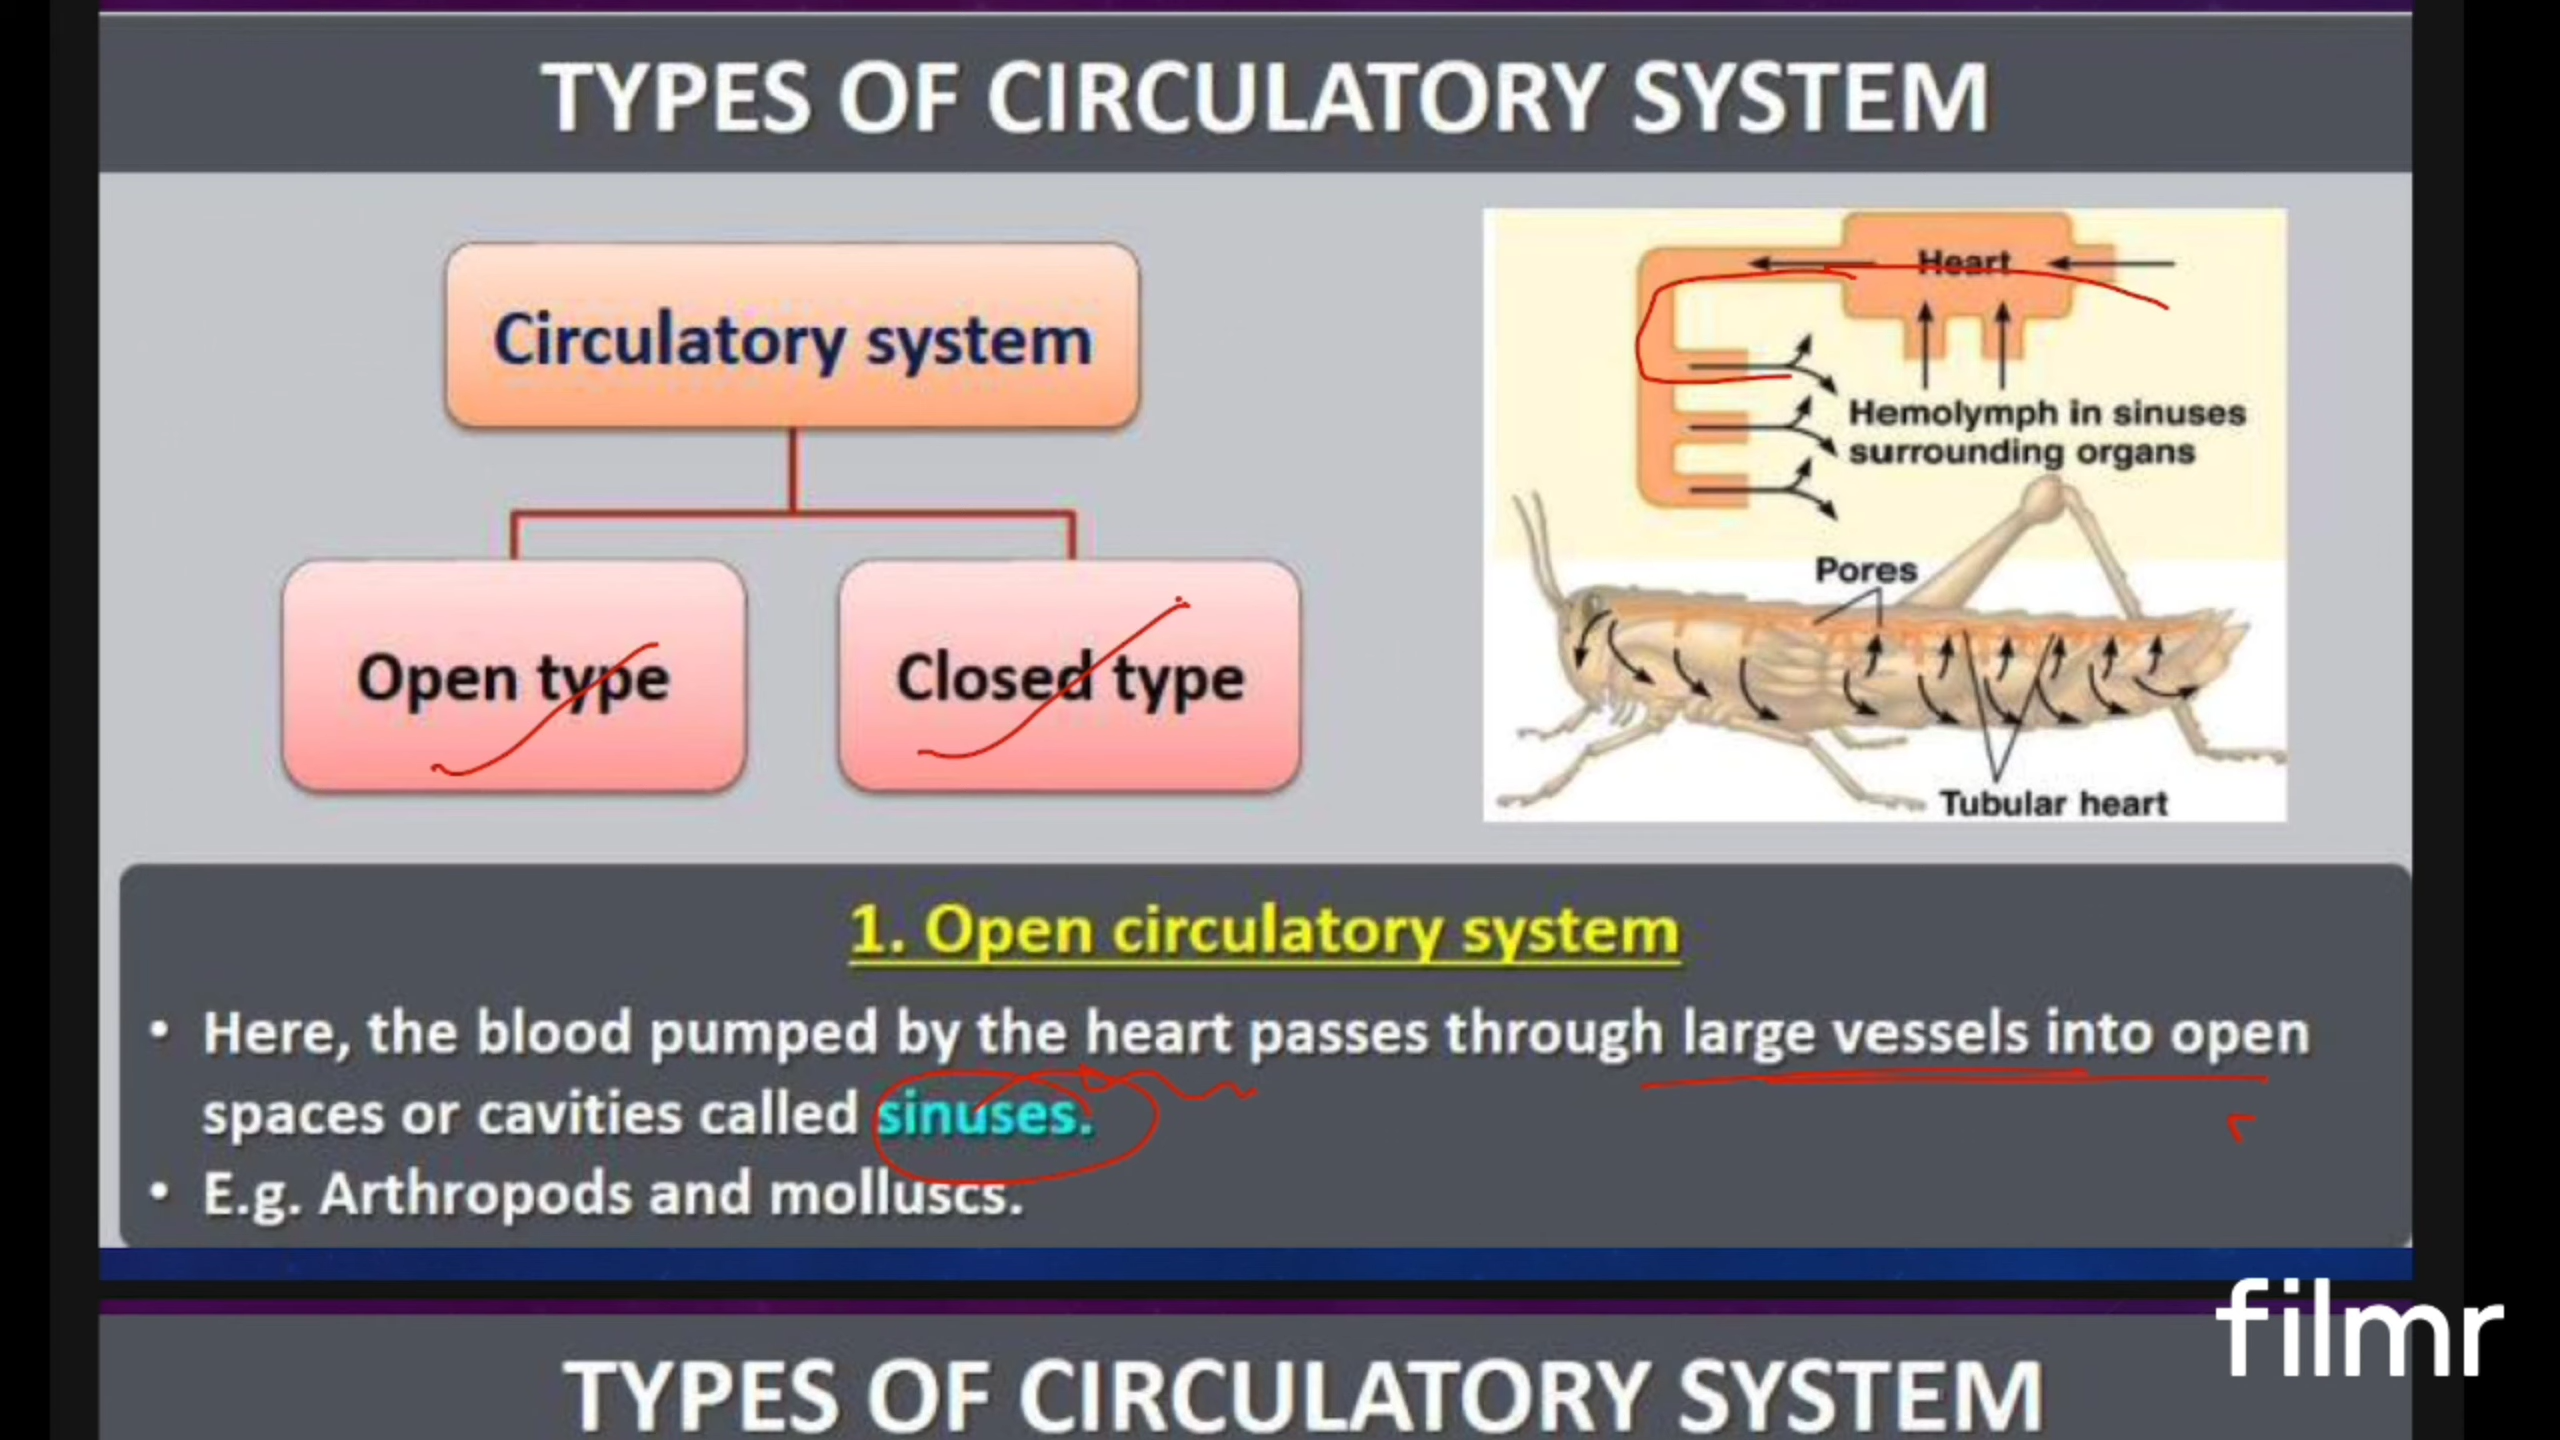 TYPES OF CIRCULATORY SYSTEM
Circulatory system
Open type
Closed type
Heart
Hemolymph in sinuses
surrounding organs
Pores
Tubular heart
1. Open circulatory system
• Here, the blood pumped by the heart passes through large vessels into open
spaces or cavities called sinuses.
• E.g. Arthropods and molluscs.
filmr
TYPES OF CIRCULATORY SYSTEM